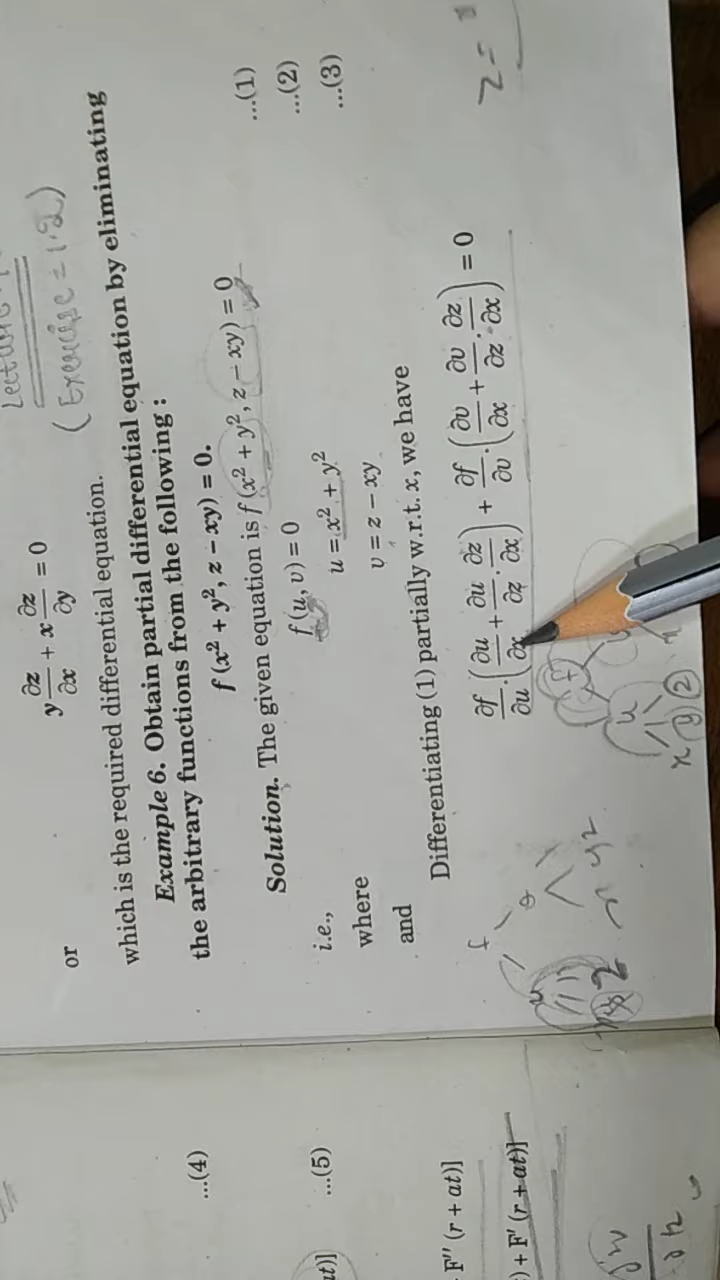 Lecture
(Exercise = 1.2)
y ∂z/∂x + x ∂z/∂y = 0
or
which is the required differential equation.
Example 6. Obtain partial differential equation by eliminating
the arbitrary functions from the following :
f (x² + y², z – xy) = 0.
Solution. The given equation is f (x² + y², z – xy) = 0
i.e., f (u, v) = 0 ...(1)
where u = x² + y² ...(2)
and v = z – xy ...(3)
Differentiating (1) partially w.r.t. x, we have
∂f/∂u . (∂u/∂x + ∂u/∂z . ∂z/∂x) + ∂f/∂v . (∂v/∂x + ∂v/∂z . ∂z/∂x) = 0
z =
f
u
x y z
u
x y z
...(4)
...(5)
F″ (r + at)]
) + F′ (r + at)]